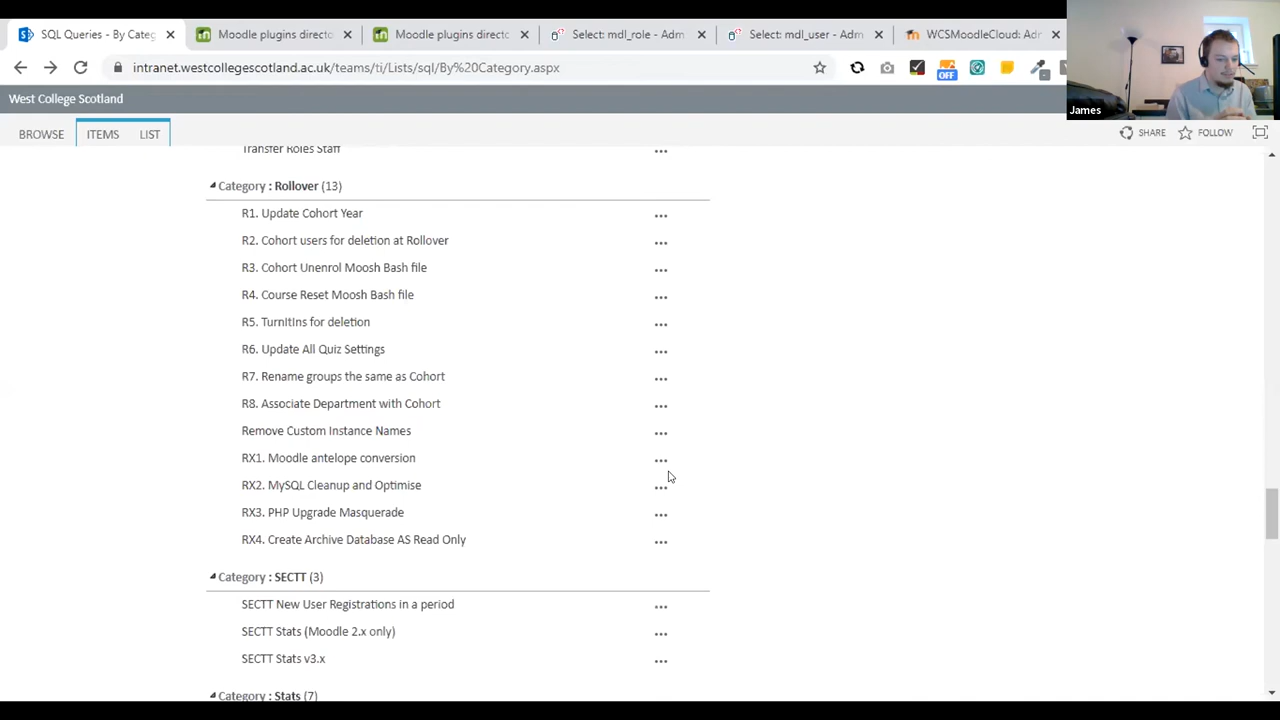 SQL Queries - By Categ
Moodle plugins directo
Moodle plugins directo
Select: mdl_role - Adm
Select: mdl_user - Adm
WCSMoodleCloud: Ad
intranet.westcollegescotland.ac.uk/teams/ti/Lists/sql/By%20Category.aspx
OFF
James
West College Scotland
BROWSE
ITEMS
LIST
SHARE
FOLLOW
Transfer Roles Staff
Category : Rollover (13)
R1. Update Cohort Year
R2. Cohort users for deletion at Rollover
R3. Cohort Unenrol Moosh Bash file
R4. Course Reset Moosh Bash file
R5. TurnItIns for deletion
R6. Update All Quiz Settings
R7. Rename groups the same as Cohort
R8. Associate Department with Cohort
Remove Custom Instance Names
RX1. Moodle antelope conversion
RX2. MySQL Cleanup and Optimise
RX3. PHP Upgrade Masquerade
RX4. Create Archive Database AS Read Only
Category : SECTT (3)
SECTT New User Registrations in a period
SECTT Stats (Moodle 2.x only)
SECTT Stats v3.x
Category : Stats (7)